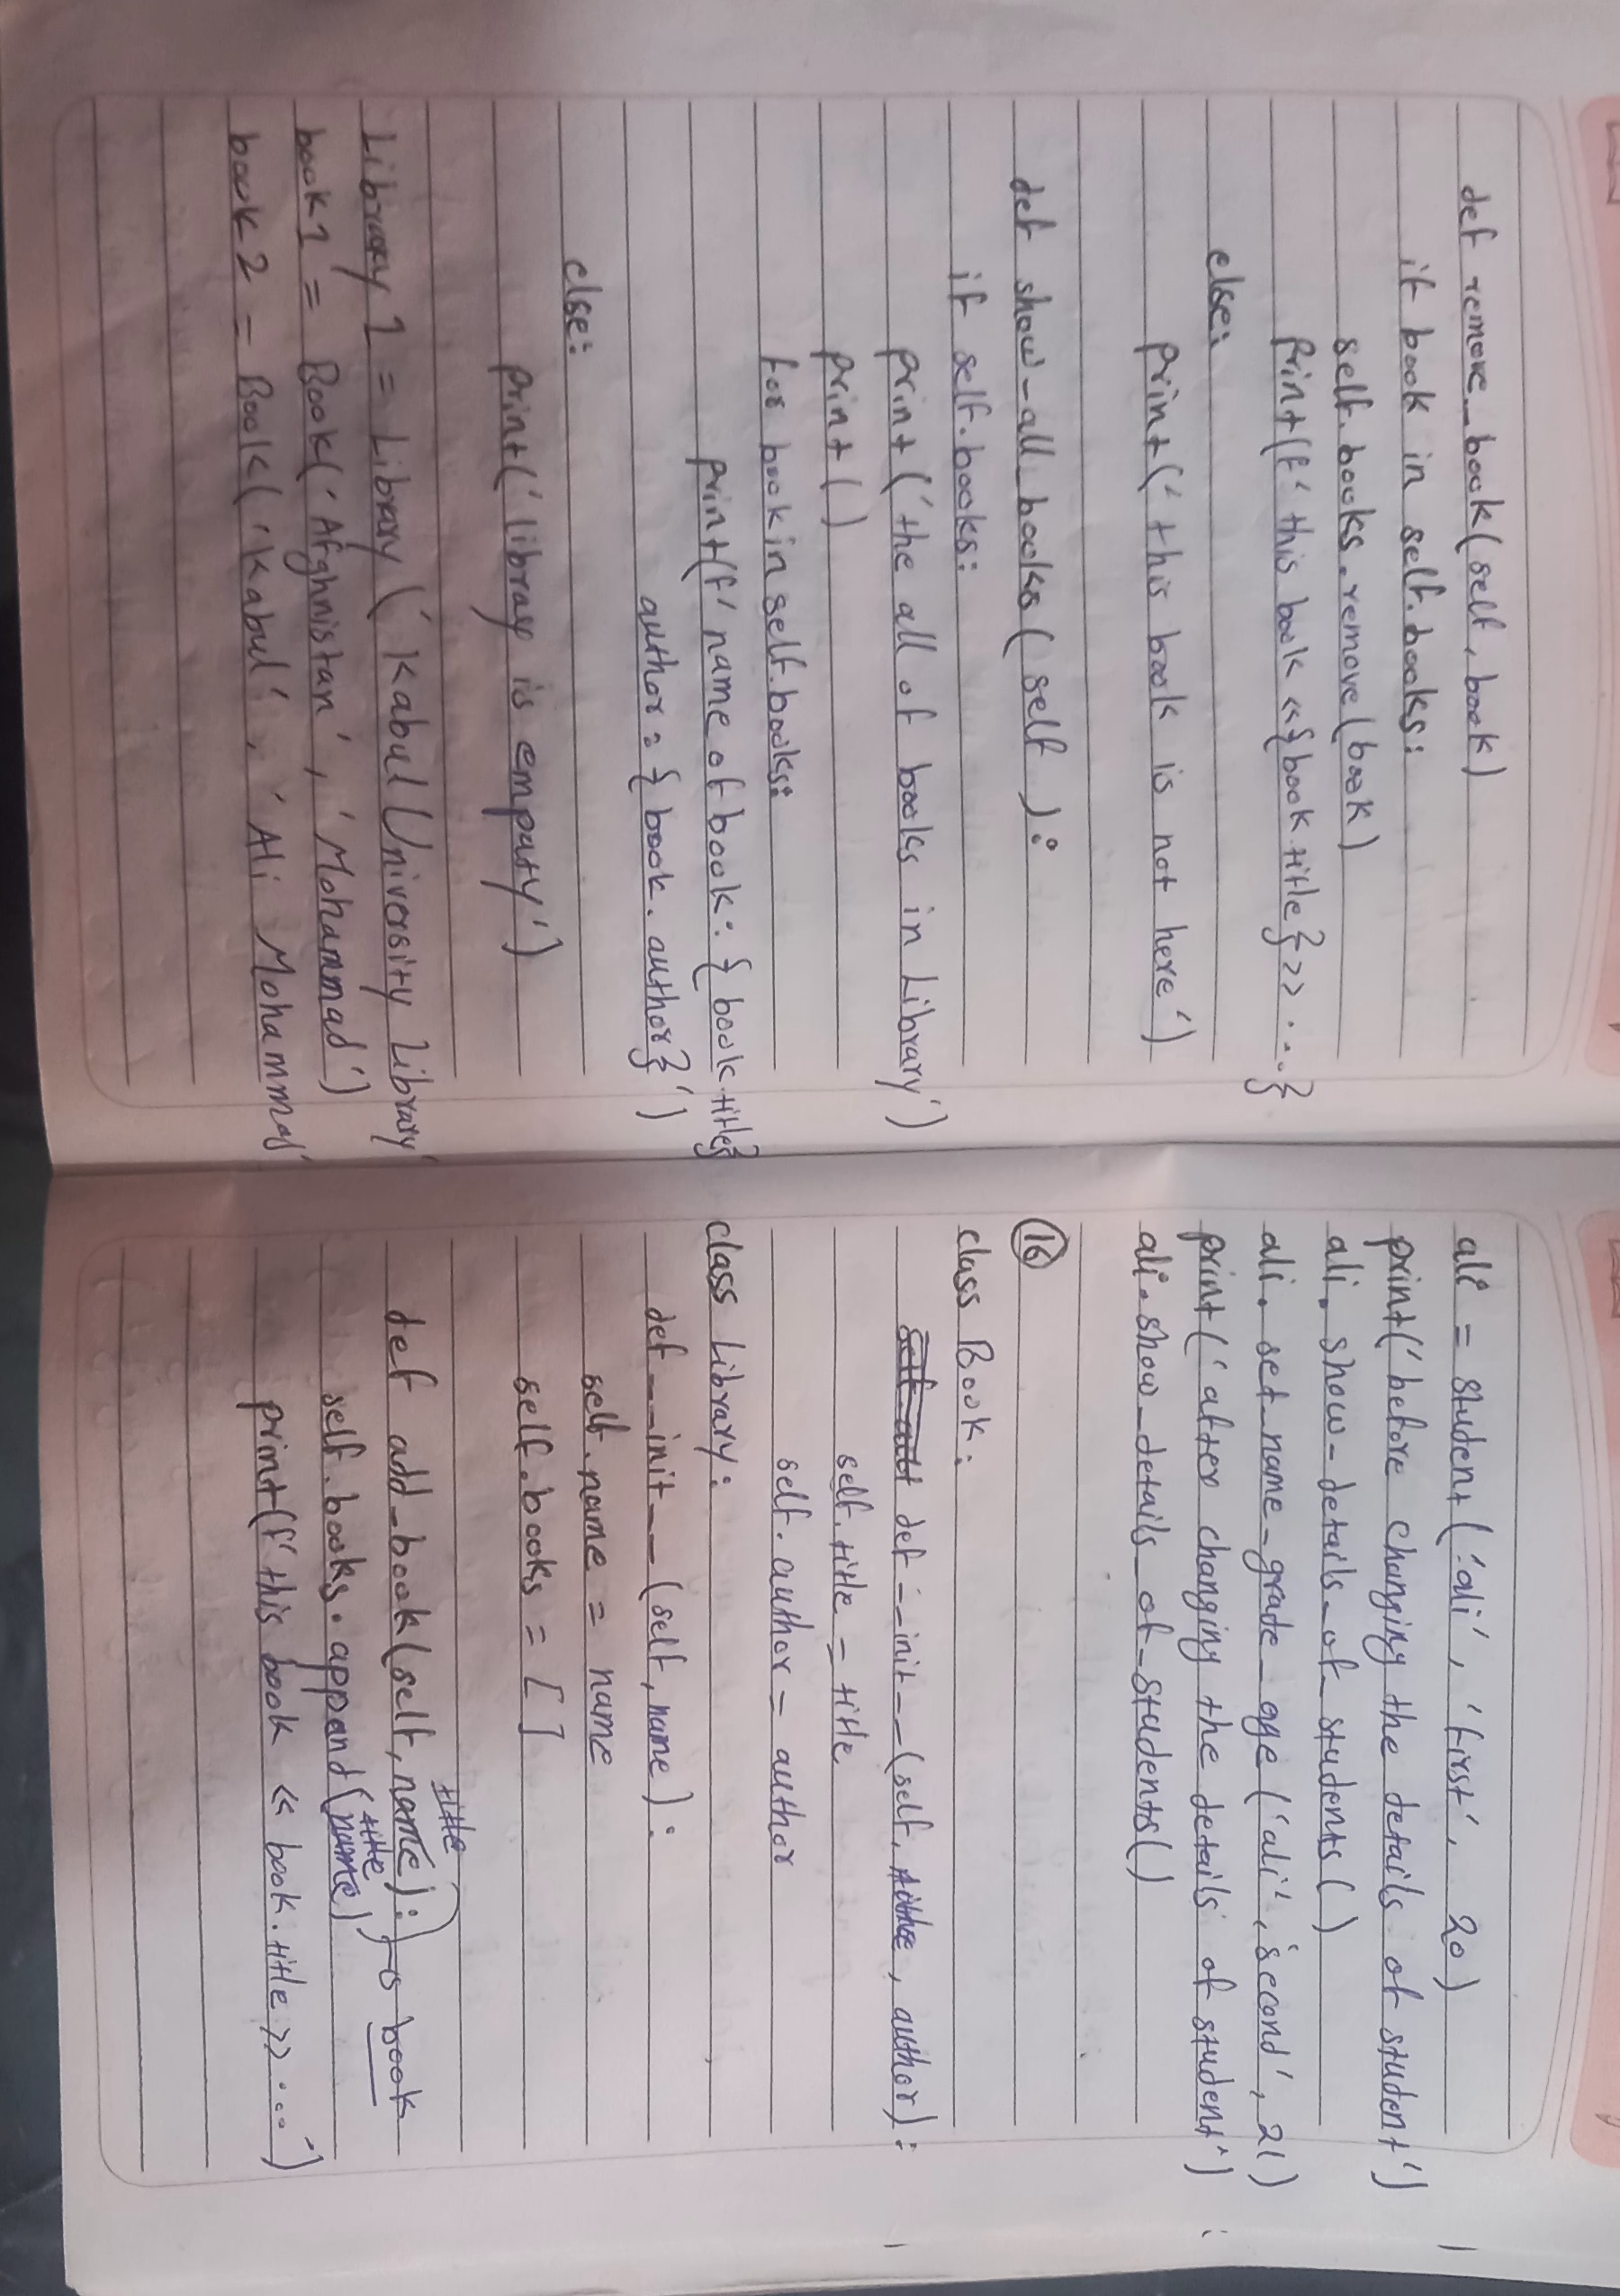 ali = student('ali', 'first', 20)
print('before changing the details of student')
ali.show_details_of_students()
ali.set_name_grade_age('ali', 'second', 21)
print('after changing the details of student')
ali.show_details_of_students()
16
class Book:
def __init__(self, title, author):
self.title = title
self.author = author
class Library:
def __init__(self, name):
self.name = name
self.books = []
title
def add_book(self, name): → book
title
self.books.appand(name)
print(f'this book «book.title» ...')
def remove_book(self, book)
if book in self.books:
self.books.remove(book)
print(f'this book «{book.title}» ...}
else:
print('this book is not here')
def show_all_books(self):
if self.books:
print('the all of books in Library')
print()
for book in self.books:
print(f'name of book: {book.title}
author: {book.author}')
else:
print('libray is empaty')
Library1 = Library('Kabul University Library'
book1 = Book('Afghnistan', 'Mohammad')
book2 = Book('Kabul', 'Ali Mohammad'